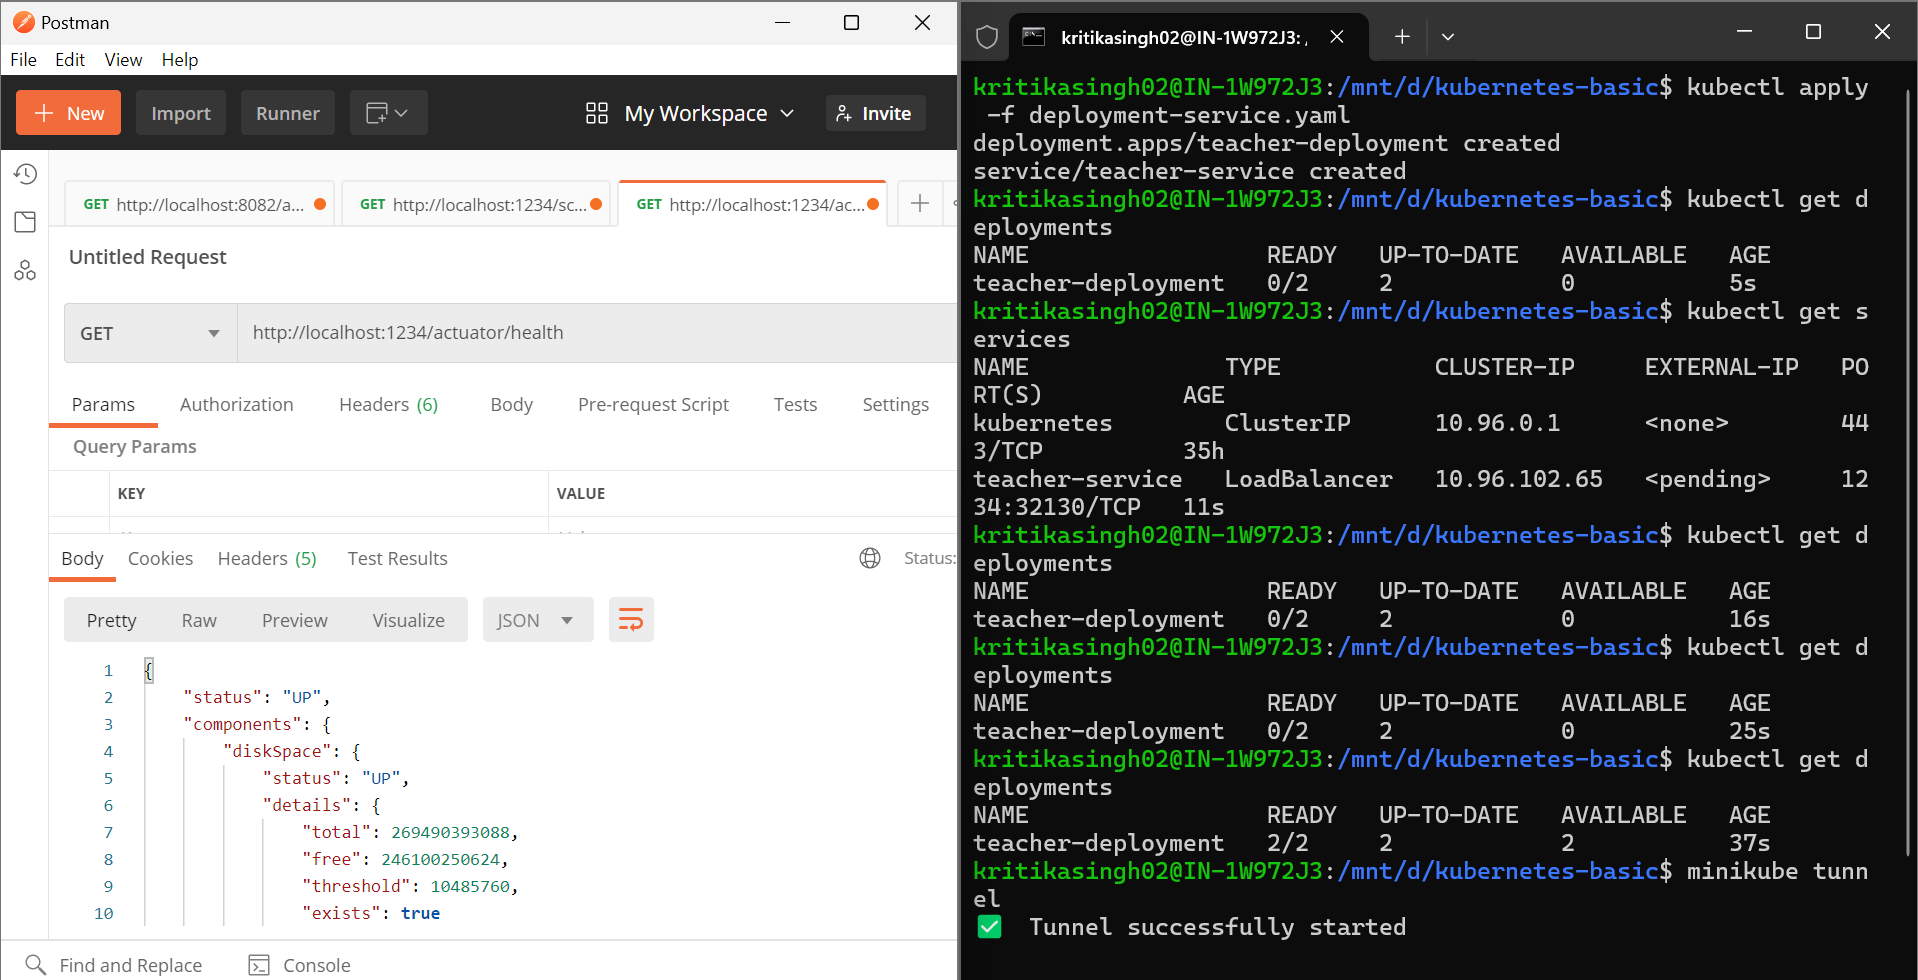 Postman
File Edit View Help
New Import Runner My Workspace Invite
GET http://localhost:8082/a... GET http://localhost:1234/sc... GET http://localhost:1234/ac...
Untitled Request
GET http://localhost:1234/actuator/health
Params Authorization Headers (6) Body Pre-request Script Tests Settings
Query Params
KEY VALUE
Body Cookies Headers (5) Test Results Status:
Pretty Raw Preview Visualize JSON
1 {
2 "status": "UP",
3 "components": {
4 "diskSpace": {
5 "status": "UP",
6 "details": {
7 "total": 269490393088,
8 "free": 246100250624,
9 "threshold": 10485760,
10 "exists": true
Find and Replace Console
kritikasingh02@IN-1W972J3: /
kritikasingh02@IN-1W972J3:/mnt/d/kubernetes-basic$ kubectl apply
-f deployment-service.yaml
deployment.apps/teacher-deployment created
service/teacher-service created
kritikasingh02@IN-1W972J3:/mnt/d/kubernetes-basic$ kubectl get d
eployments
NAME READY UP-TO-DATE AVAILABLE AGE
teacher-deployment 0/2 2 0 5s
kritikasingh02@IN-1W972J3:/mnt/d/kubernetes-basic$ kubectl get s
ervices
NAME TYPE CLUSTER-IP EXTERNAL-IP PO
RT(S) AGE
kubernetes ClusterIP 10.96.0.1 <none> 44
3/TCP 35h
teacher-service LoadBalancer 10.96.102.65 <pending> 12
34:32130/TCP 11s
kritikasingh02@IN-1W972J3:/mnt/d/kubernetes-basic$ kubectl get d
eployments
NAME READY UP-TO-DATE AVAILABLE AGE
teacher-deployment 0/2 2 0 16s
kritikasingh02@IN-1W972J3:/mnt/d/kubernetes-basic$ kubectl get d
eployments
NAME READY UP-TO-DATE AVAILABLE AGE
teacher-deployment 0/2 2 0 25s
kritikasingh02@IN-1W972J3:/mnt/d/kubernetes-basic$ kubectl get d
eployments
NAME READY UP-TO-DATE AVAILABLE AGE
teacher-deployment 2/2 2 2 37s
kritikasingh02@IN-1W972J3:/mnt/d/kubernetes-basic$ minikube tunn
el
✅ Tunnel successfully started